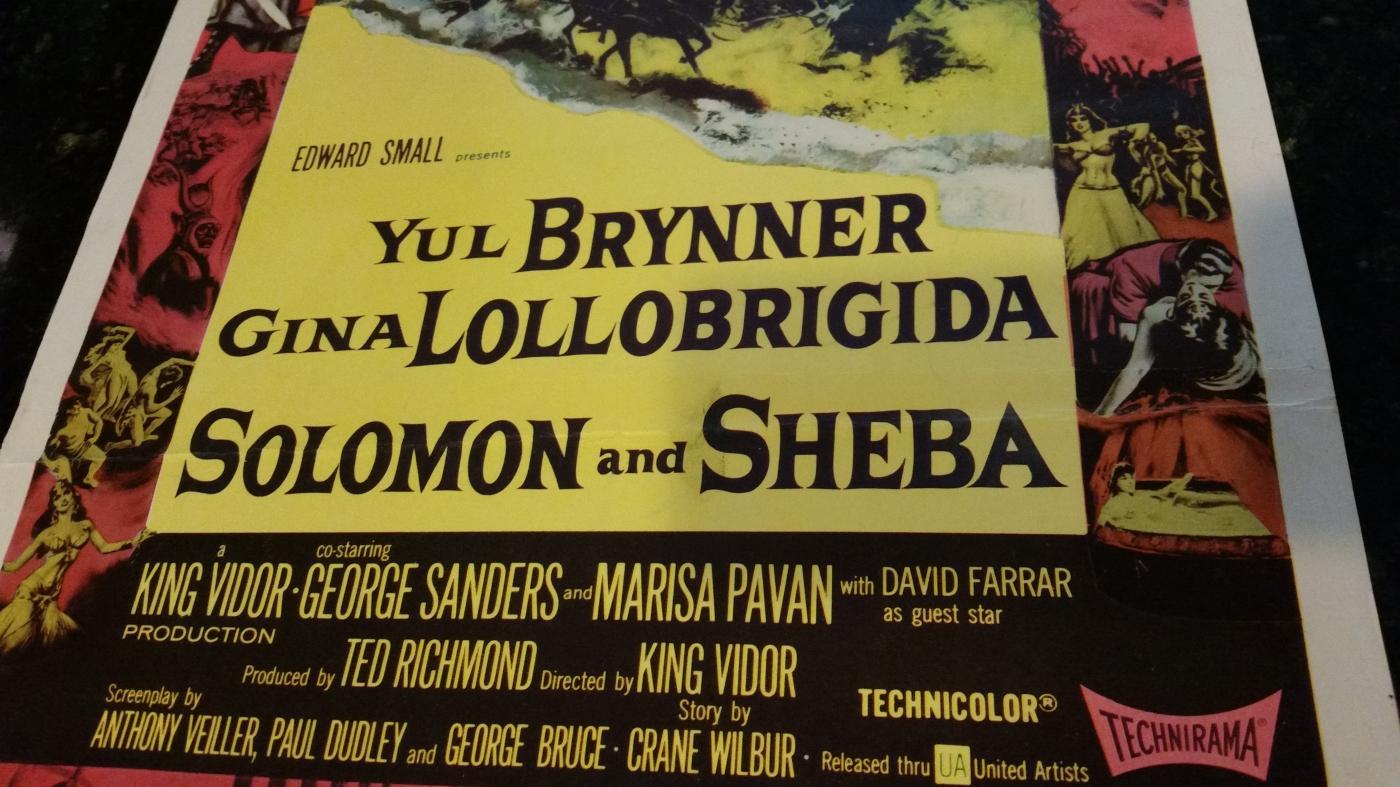 EDWARD SMALL presents
YUL BRYNNER
GINA LOLLOBRIGIDA
SOLOMON and SHEBA
a co-starring
KING VIDOR · GEORGE SANDERS and MARISA PAVAN with DAVID FARRAR
PRODUCTION as guest star
Produced by TED RICHMOND Directed by KING VIDOR
Screenplay by Story by
ANTHONY VEILLER, PAUL DUDLEY and GEORGE BRUCE · CRANE WILBUR ·
TECHNICOLOR®
Released thru UA United Artists
TECHNIRAMA®